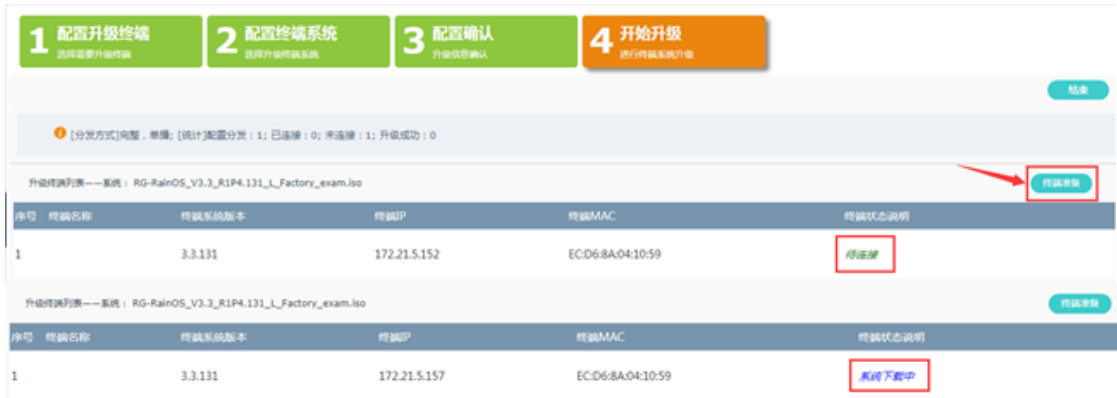 1 配置升级终端
选择需要升级终端
2 配置终端系统
选择升级终端系统
3 配置确认
升级信息确认
4 开始升级
进行终端系统升级
结束
[分发方式]完整，单播; [统计]配置分发：1; 已连接：0; 未连接：1; 升级成功：0
升级终端列表——系统： RG-RainOS_V3.3_R1P4.131_L_Factory_exam.iso
终端准备
序号 终端名称 终端系统版本 终端IP 终端MAC 终端状态说明
1 3.3.131 172.21.5.152 EC:D6:8A:04:10:59 待连接
升级终端列表——系统： RG-RainOS_V3.3_R1P4.131_L_Factory_exam.iso
终端准备
序号 终端名称 终端系统版本 终端IP 终端MAC 终端状态说明
1 3.3.131 172.21.5.157 EC:D6:8A:04:10:59 系统下载中